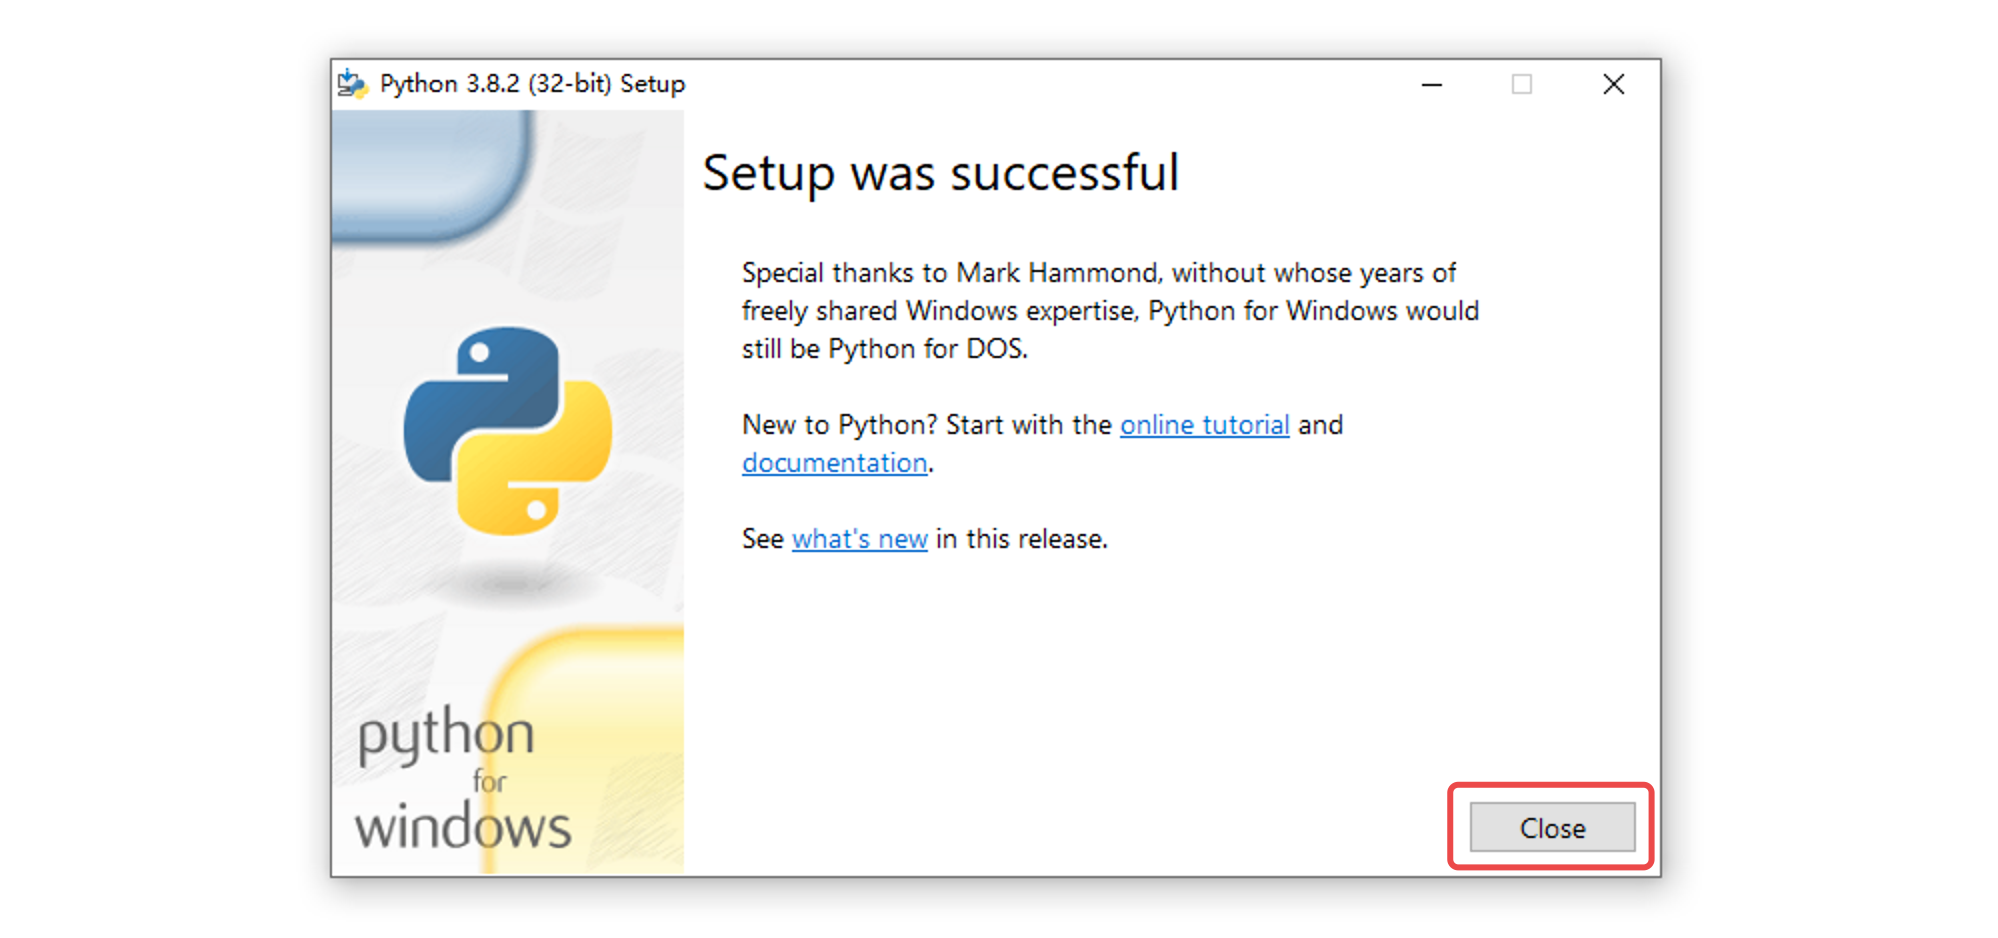 Python 3.8.2 (32-bit) Setup
Setup was successful
Special thanks to Mark Hammond, without whose years of
freely shared Windows expertise, Python for Windows would
still be Python for DOS.
New to Python? Start with the online tutorial and
documentation.
See what's new in this release.
python
for
windows
Close